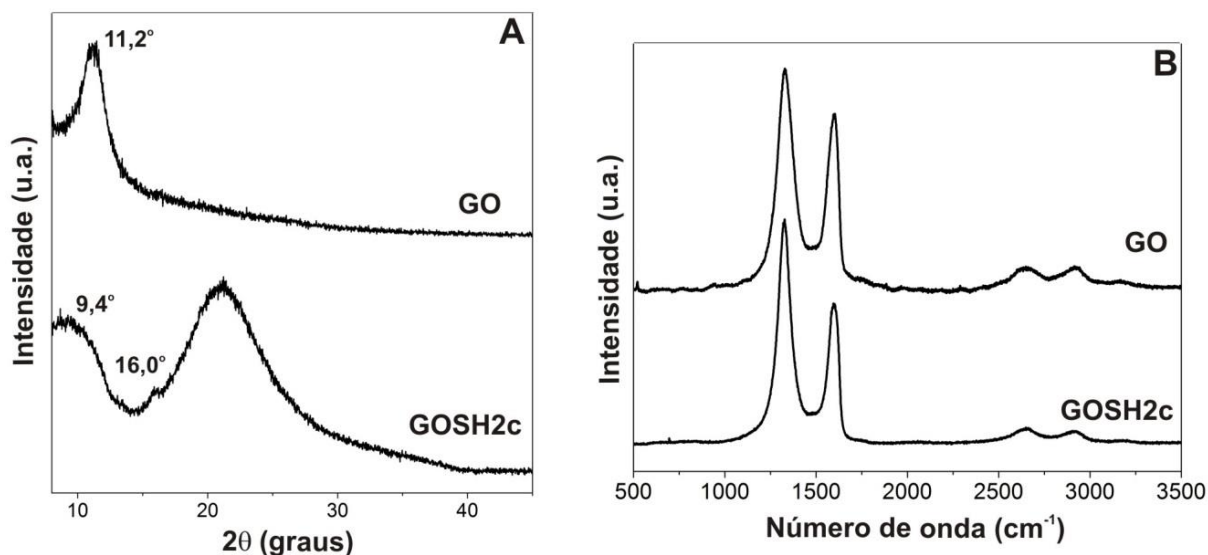 A
11,2°
GO
9,4°
16,0°
GOSH2c
Intensidade (u.a.)
10 20 30 40
2θ (graus)
B
GO
GOSH2c
Intensidade (u.a.)
500 1000 1500 2000 2500 3000 3500
Número de onda (cm⁻¹)